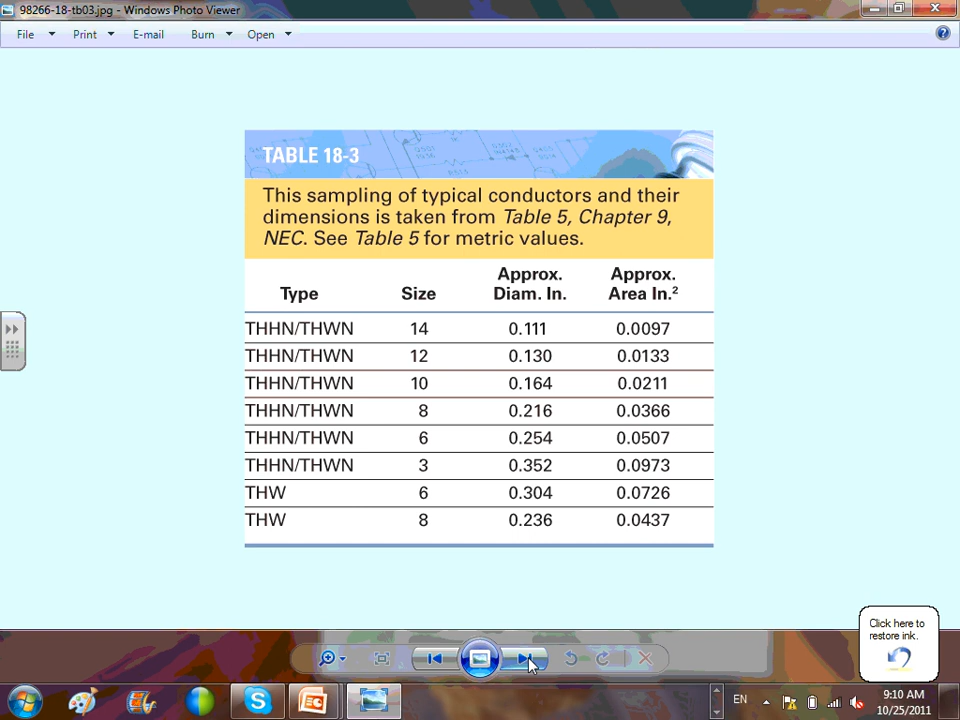 98266-18-tb03.jpg - Windows Photo Viewer
File Print E-mail Burn Open
TABLE 18-3
This sampling of typical conductors and their
dimensions is taken from Table 5, Chapter 9,
NEC. See Table 5 for metric values.
Type Size Approx. Diam. In. Approx. Area In.²
THHN/THWN 14 0.111 0.0097
THHN/THWN 12 0.130 0.0133
THHN/THWN 10 0.164 0.0211
THHN/THWN 8 0.216 0.0366
THHN/THWN 6 0.254 0.0507
THHN/THWN 3 0.352 0.0973
THW 6 0.304 0.0726
THW 8 0.236 0.0437
Click here to
restore ink.
EN 9:10 AM
10/25/2011